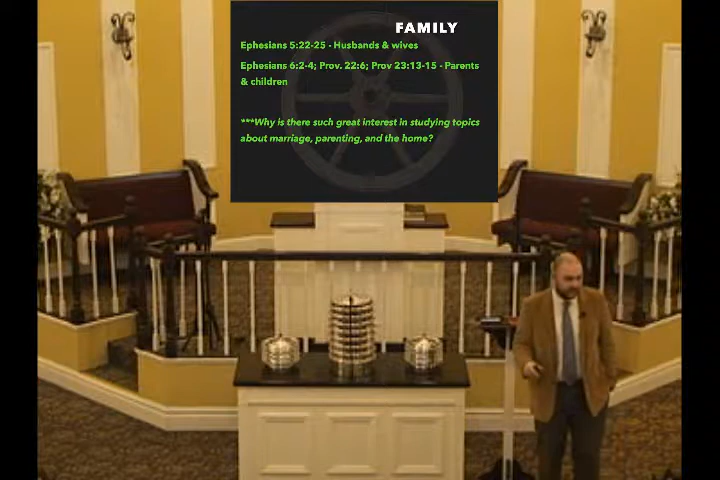 FAMILY
Ephesians 5:22-25 - Husbands & wives
Ephesians 6:2-4; Prov. 22:6; Prov 23:13-15 - Parents
& children
***Why is there such great interest in studying topics
about marriage, parenting, and the home?